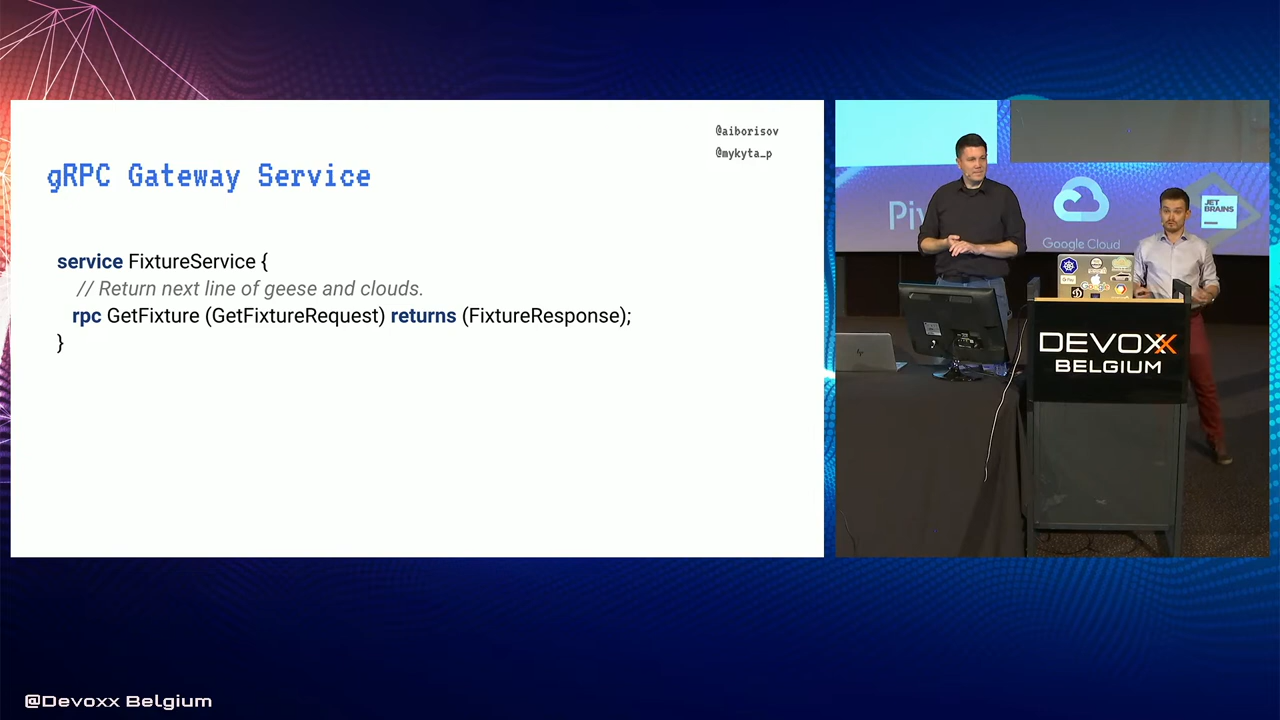 @aiborisov
@mykyta_p
gRPC Gateway Service
service FixtureService {
// Return next line of geese and clouds.
rpc GetFixture (GetFixtureRequest) returns (FixtureResponse);
}
Google Cloud
JET
BRAINS
DEVOXX
BELGIUM
@Devoxx Belgium